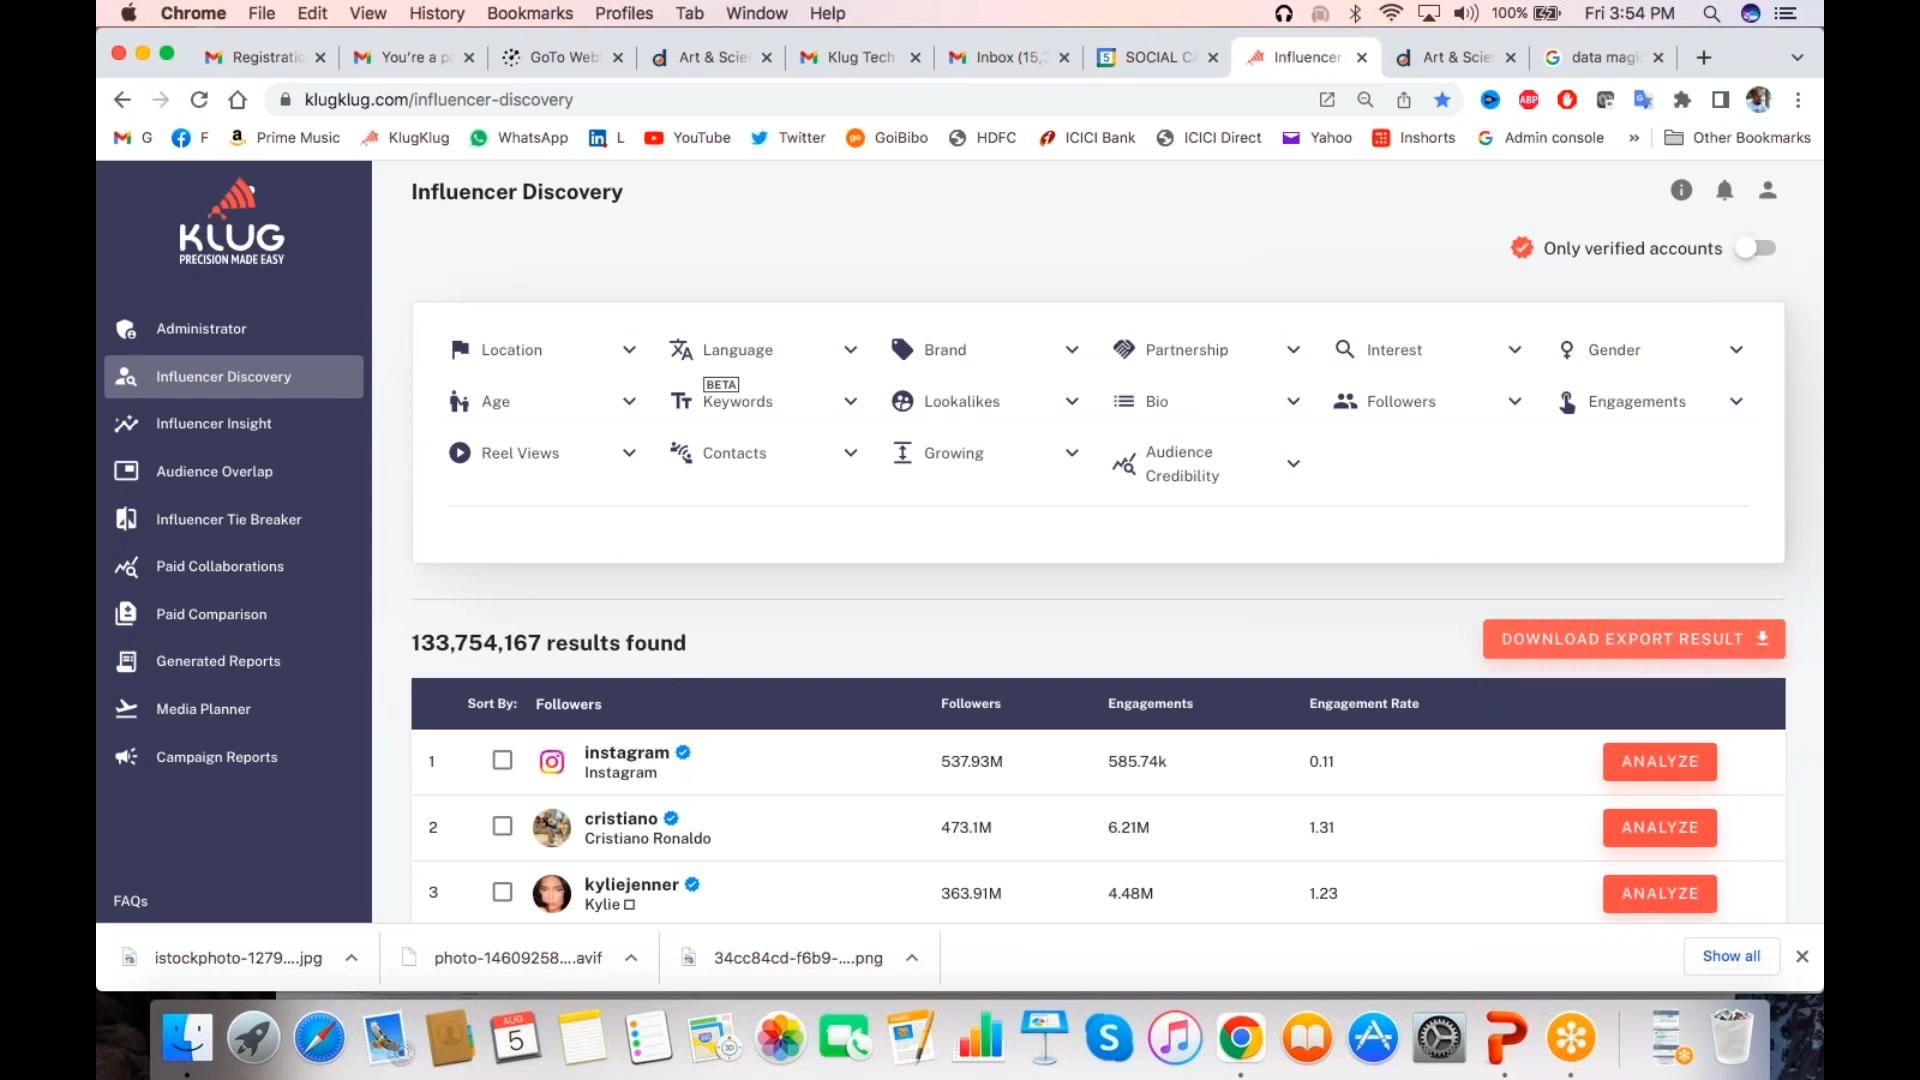 Chrome File Edit View History Bookmarks Profiles Tab Window Help 100% Fri 3:54 PM
Registratio You're a pa GoTo Web Art & Scie Klug Tech Inbox (15, SOCIAL CA Influencer Art & Scie data magi
klugklug.com/influencer-discovery ABP
G F Prime Music KlugKlug WhatsApp L YouTube Twitter GoiBibo HDFC ICICI Bank ICICI Direct Yahoo Inshorts Admin console » Other Bookmarks
KLUG
PRECISION MADE EASY
Administrator
Influencer Discovery
Influencer Insight
Audience Overlap
Influencer Tie Breaker
Paid Collaborations
Paid Comparison
Generated Reports
Media Planner
Campaign Reports
FAQs
Influencer Discovery
Only verified accounts
Location Language Brand Partnership Interest Gender
BETA
Age Keywords Lookalikes Bio Followers Engagements
Reel Views Contacts Growing Audience
Credibility
133,754,167 results found
DOWNLOAD EXPORT RESULT
Sort By: Followers Followers Engagements Engagement Rate
1 instagram 537.93M 585.74k 0.11 ANALYZE
Instagram
2 cristiano 473.1M 6.21M 1.31 ANALYZE
Cristiano Ronaldo
3 kyliejenner 363.91M 4.48M 1.23 ANALYZE
Kylie
istockphoto-1279....jpg photo-14609258....avif 34cc84cd-f6b9-....png Show all
AUG
5